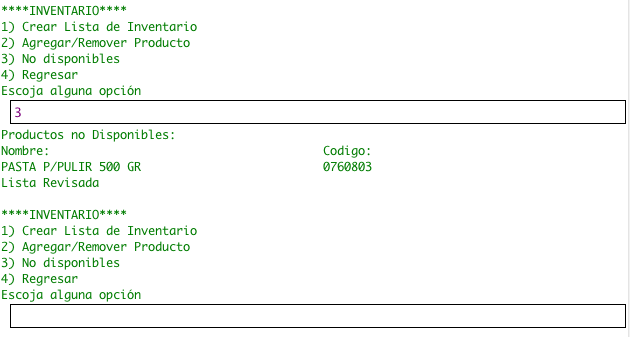 ****INVENTARIO****
1) Crear Lista de Inventario
2) Agregar/Remover Producto
3) No disponibles
4) Regresar
Escoja alguna opción
3
Productos no Disponibles:
Nombre: Codigo:
PASTA P/PULIR 500 GR 0760803
Lista Revisada
****INVENTARIO****
1) Crear Lista de Inventario
2) Agregar/Remover Producto
3) No disponibles
4) Regresar
Escoja alguna opción